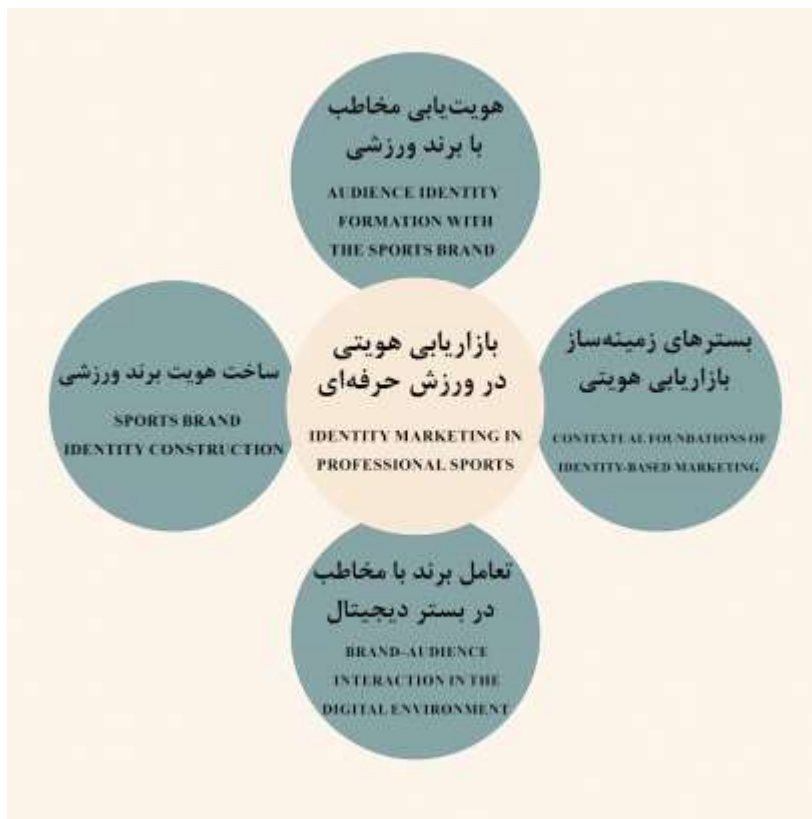 هویت‌یابی مخاطب
با برند ورزشی
AUDIENCE IDENTITY
FORMATION WITH
THE SPORTS BRAND
بسترهای زمینه‌ساز
بازاریابی هویتی
CONTEXTUAL FOUNDATIONS OF
IDENTITY-BASED MARKETING
بازاریابی هویتی
در ورزش حرفه‌ای
IDENTITY MARKETING IN
PROFESSIONAL SPORTS
ساخت هویت برند ورزشی
SPORTS BRAND
IDENTITY CONSTRUCTION
تعامل برند با مخاطب
در بستر دیجیتال
BRAND–AUDIENCE
INTERACTION IN THE
DIGITAL ENVIRONMENT